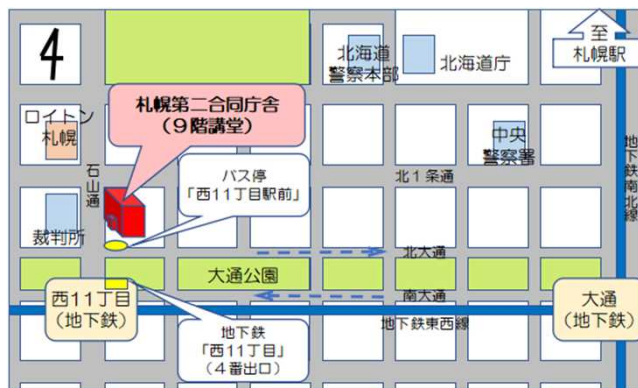 4
至
札幌駅
北海道
警察本部
北海道庁
札幌第二合同庁舎
(9階講堂)
ロイトン
札幌
中央
警察署
地下鉄南北線
石山通
バス停
「西11丁目駅前」
北1条通
裁判所
北大通
大通公園
西11丁目
(地下鉄)
南大通
大通
(地下鉄)
地下鉄東西線
地下鉄
「西11丁目」
(4番出口)